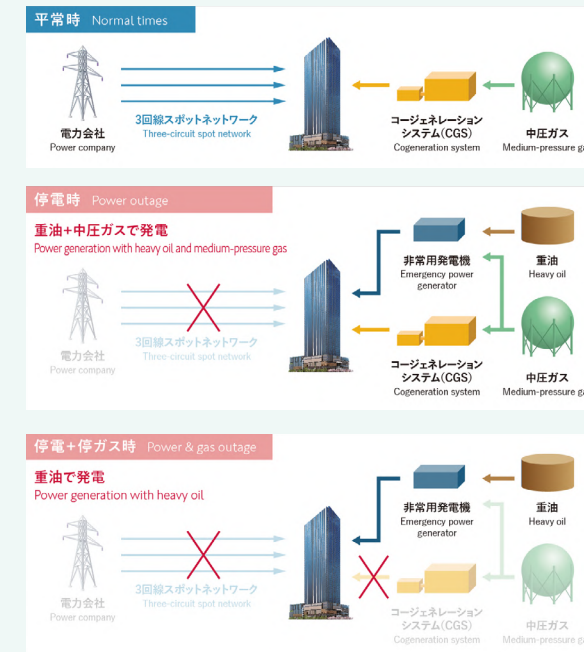 平常時 Normal times
3回線スポットネットワーク
Three-circuit spot network
電力会社
Power company
コージェネレーション
システム(CGS)
Cogeneration system
中圧ガス
Medium-pressure ga
停電時 Power outage
重油+中圧ガスで発電
Power generation with heavy oil and medium-pressure gas
非常用発電機
Emergency power
generator
重油
Heavy oil
3回線スポットネットワーク
Three-circuit spot network
電力会社
Power company
コージェネレーション
システム(CGS)
Cogeneration system
中圧ガス
Medium-pressure ga
停電+停ガス時 Power & gas outage
重油で発電
Power generation with heavy oil
非常用発電機
Emergency power
generator
重油
Heavy oil
3回線スポットネットワーク
Three-circuit spot network
電力会社
Power company
コージェネレーション
システム(CGS)
Cogeneration system
中圧ガス
Medium-pressure ga